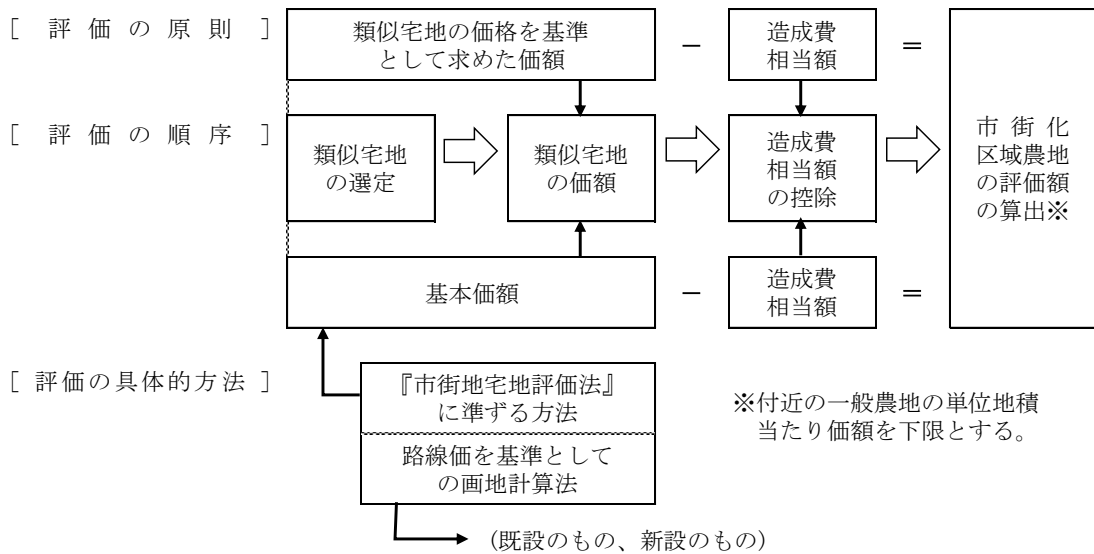 [ 評価の原則 ]
類似宅地の価格を基準
として求めた価額
－
造成費
相当額
＝
[ 評価の順序 ]
類似宅地
の選定
類似宅地
の価額
造成費
相当額
の控除
市街化
区域農地
の評価額
の算出※
基本価額
－
造成費
相当額
＝
[ 評価の具体的方法 ]
『市街地宅地評価法』
に準ずる方法
路線価を基準として
の画地計算法
(既設のもの、新設のもの)
※付近の一般農地の単位地積
当たり価額を下限とする。